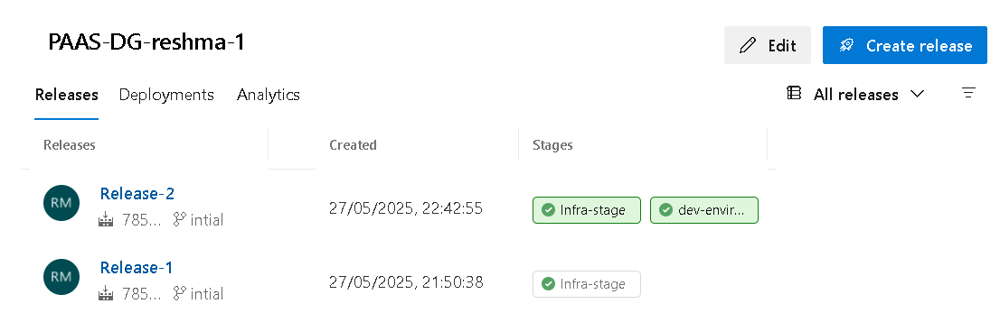 PAAS-DG-reshma-1
Edit
Create release
Releases Deployments Analytics
All releases
Releases Created Stages
RM Release-2
785... intial
27/05/2025, 22:42:55
Infra-stage dev-envir...
RM Release-1
785... intial
27/05/2025, 21:50:38
Infra-stage